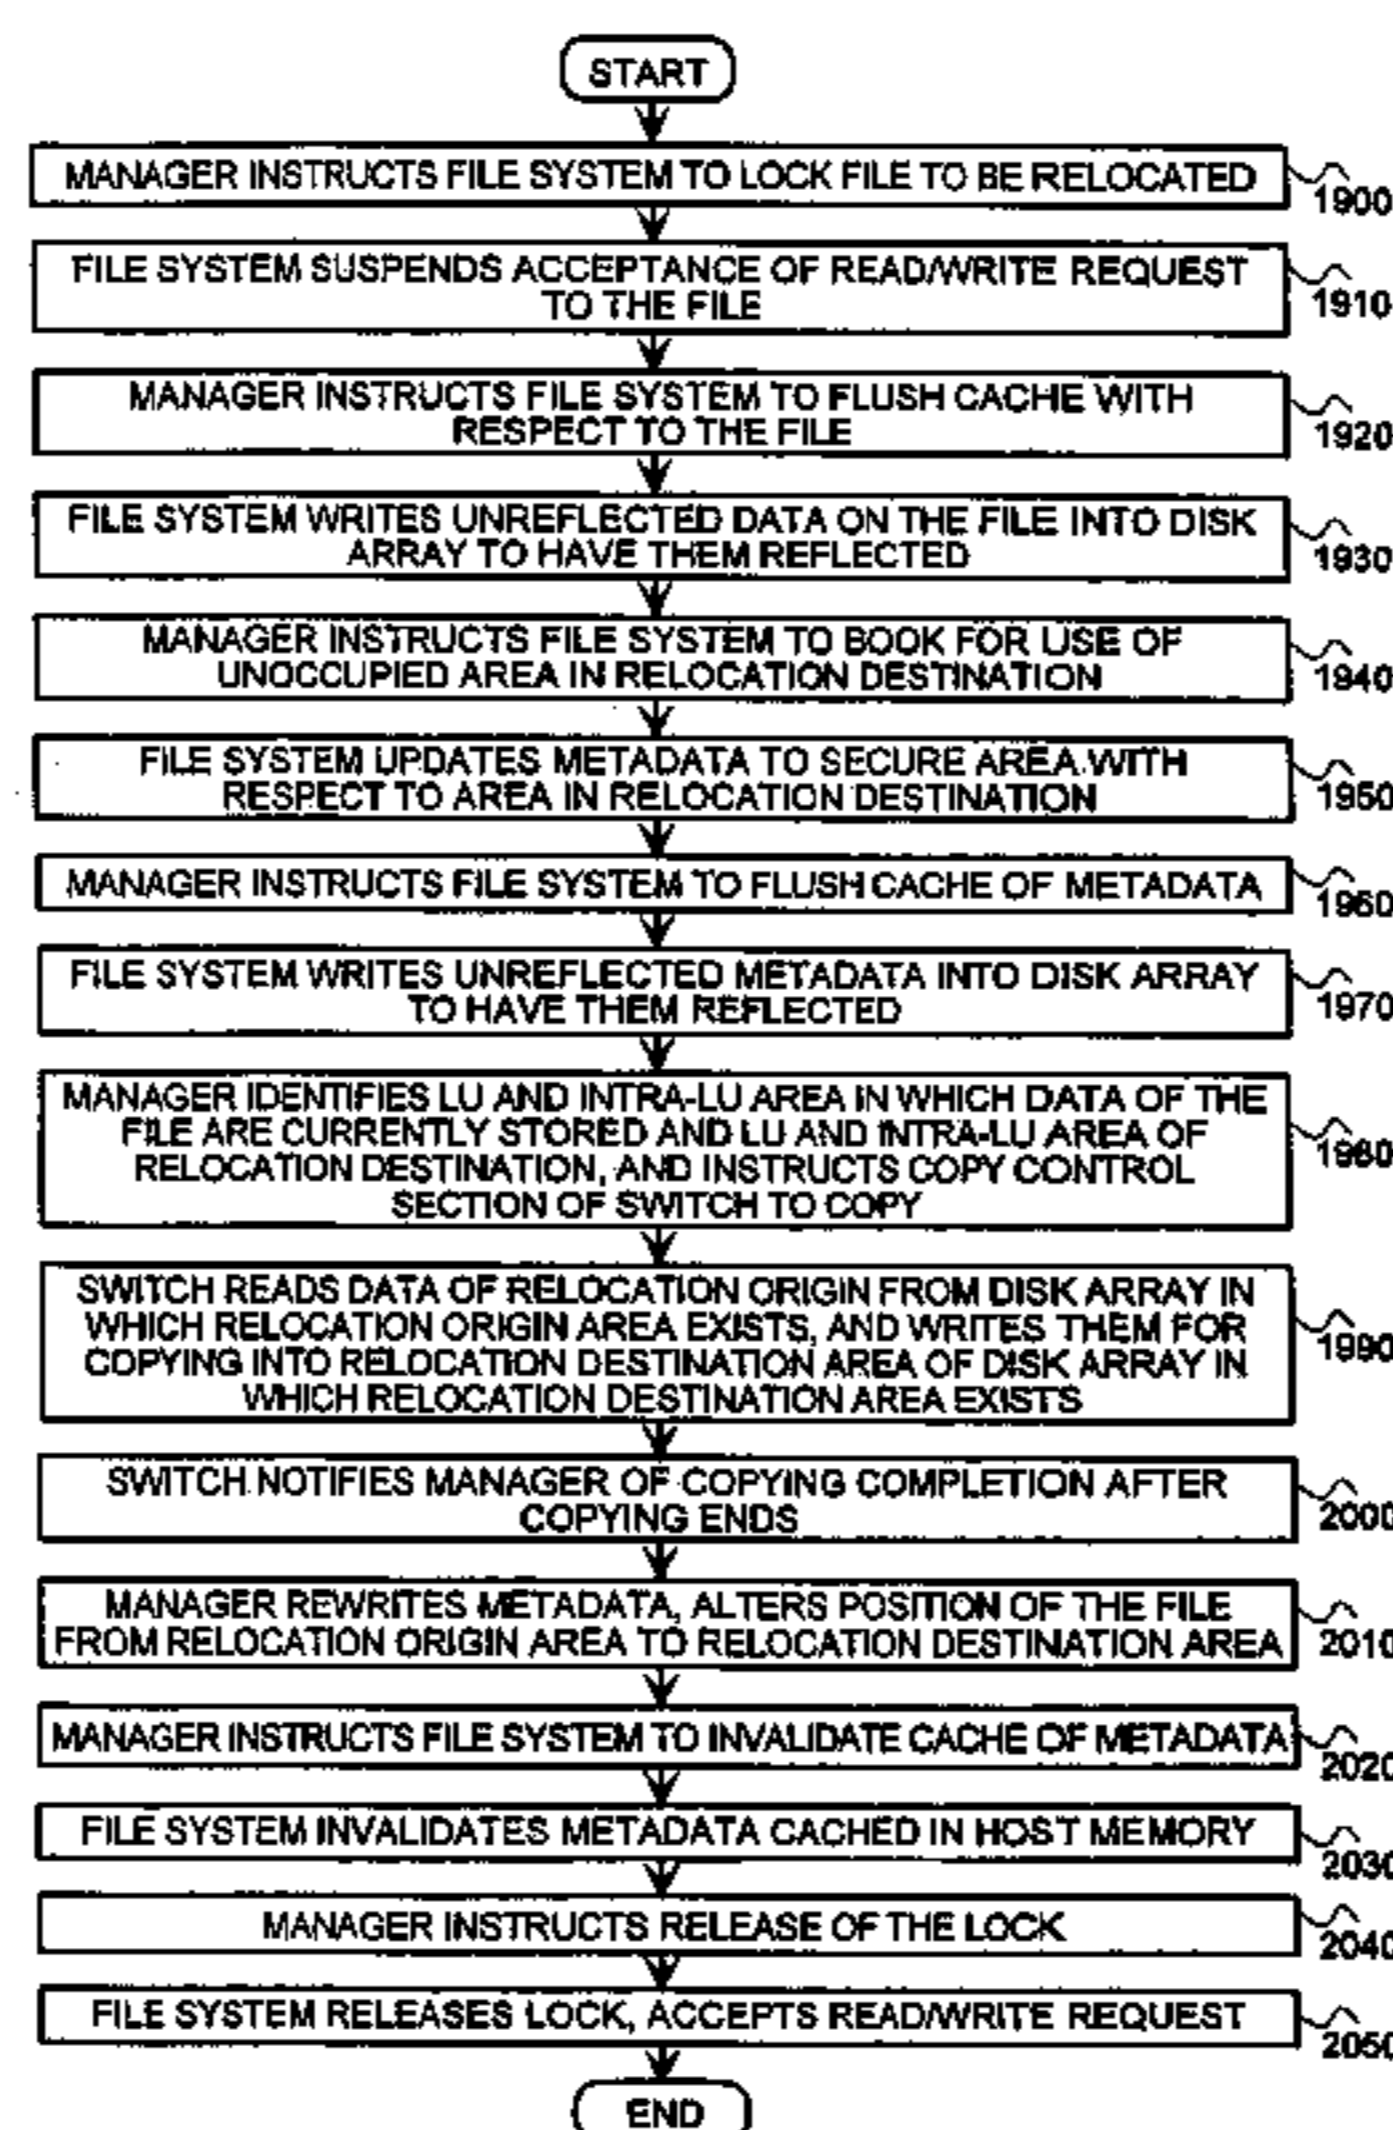 START
MANAGER INSTRUCTS FILE SYSTEM TO LOCK FILE TO BE RELOCATED
1900
FILE SYSTEM SUSPENDS ACCEPTANCE OF READ/WRITE REQUEST
TO THE FILE
1910
MANAGER INSTRUCTS FILE SYSTEM TO FLUSH CACHE WITH
RESPECT TO THE FILE
1920
FILE SYSTEM WRITES UNREFLECTED DATA ON THE FILE INTO DISK
ARRAY TO HAVE THEM REFLECTED
1930
MANAGER INSTRUCTS FILE SYSTEM TO BOOK FOR USE OF
UNOCCUPIED AREA IN RELOCATION DESTINATION
1940
FILE SYSTEM UPDATES METADATA TO SECURE AREA WITH
RESPECT TO AREA IN RELOCATION DESTINATION
1950
MANAGER INSTRUCTS FILE SYSTEM TO FLUSH CACHE OF METADATA
1960
FILE SYSTEM WRITES UNREFLECTED METADATA INTO DISK ARRAY
TO HAVE THEM REFLECTED
1970
MANAGER IDENTIFIES LU AND INTRA-LU AREA IN WHICH DATA OF THE
FILE ARE CURRENTLY STORED AND LU AND INTRA-LU AREA OF
RELOCATION DESTINATION, AND INSTRUCTS COPY CONTROL
SECTION OF SWITCH TO COPY
1980
SWITCH READS DATA OF RELOCATION ORIGIN FROM DISK ARRAY IN
WHICH RELOCATION ORIGIN AREA EXISTS, AND WRITES THEM FOR
COPYING INTO RELOCATION DESTINATION AREA OF DISK ARRAY IN
WHICH RELOCATION DESTINATION AREA EXISTS
1990
SWITCH NOTIFIES MANAGER OF COPYING COMPLETION AFTER
COPYING ENDS
2000
MANAGER REWRITES METADATA, ALTERS POSITION OF THE FILE
FROM RELOCATION ORIGIN AREA TO RELOCATION DESTINATION AREA
2010
MANAGER INSTRUCTS FILE SYSTEM TO INVALIDATE CACHE OF METADATA
2020
FILE SYSTEM INVALIDATES METADATA CACHED IN HOST MEMORY
2030
MANAGER INSTRUCTS RELEASE OF THE LOCK
2040
FILE SYSTEM RELEASES LOCK, ACCEPTS READ/WRITE REQUEST
2050
END